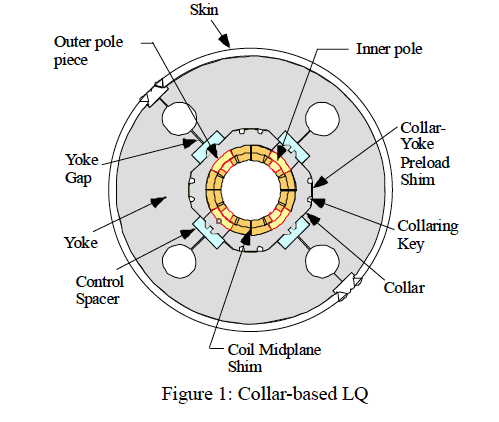 Skin
Outer pole
piece
Inner pole
Collar-
Yoke
Preload
Shim
Yoke
Gap
Collaring
Key
Yoke
Control
Spacer
Collar
Coil Midplane
Shim
Figure 1: Collar-based LQ